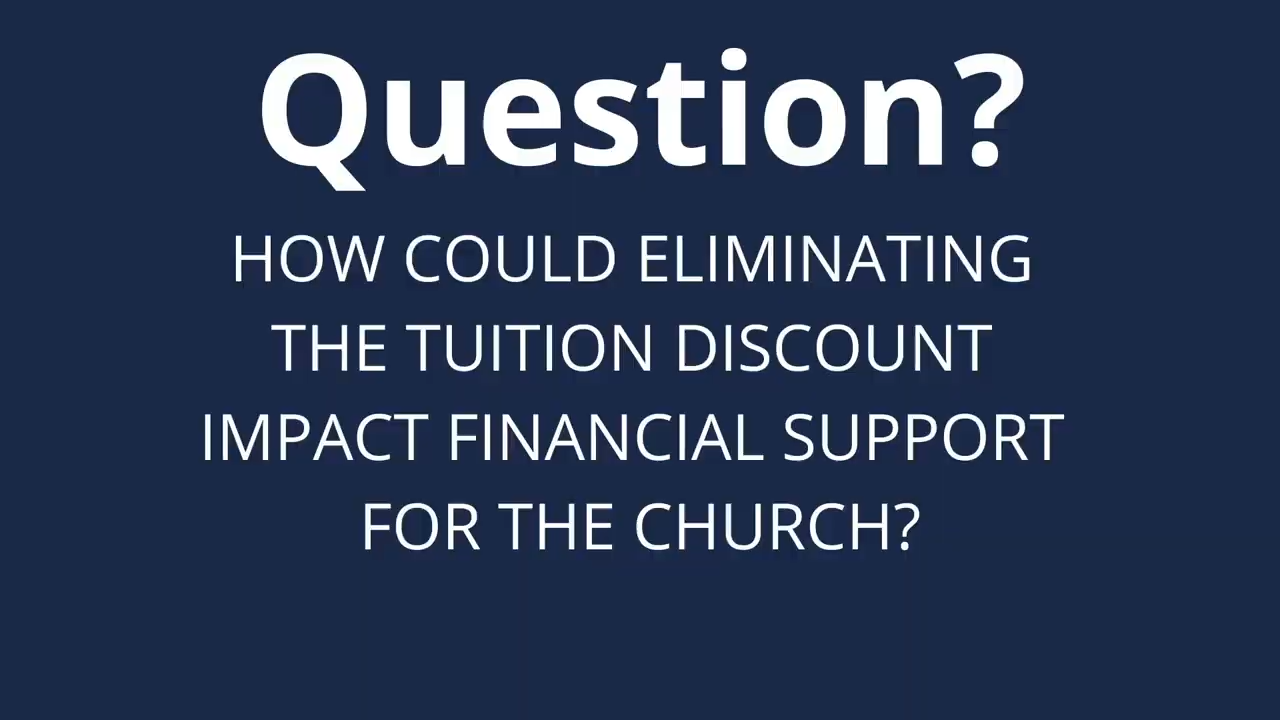 Question?
HOW COULD ELIMINATING
THE TUITION DISCOUNT
IMPACT FINANCIAL SUPPORT
FOR THE CHURCH?